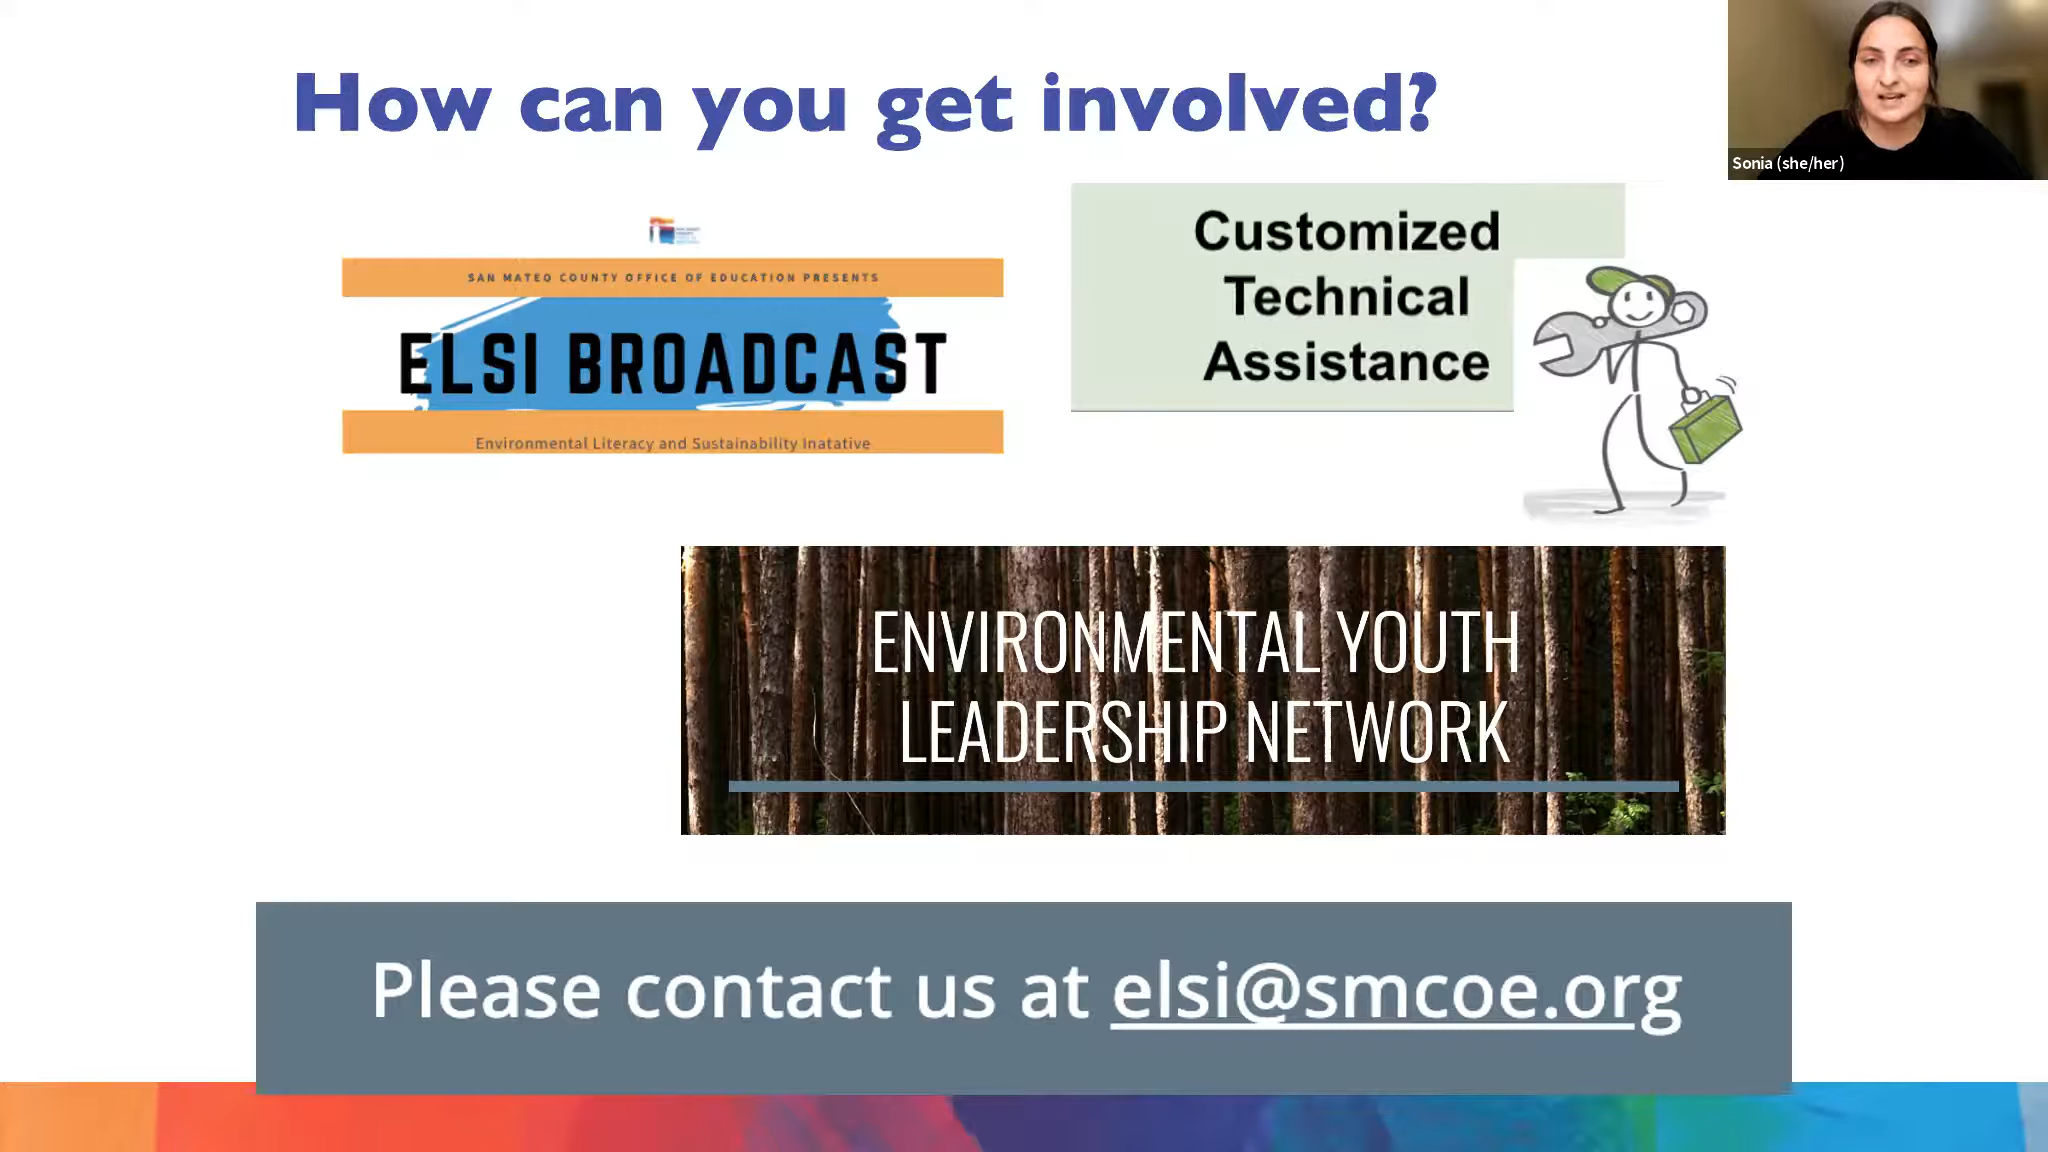 How can you get involved?
Sonia (she/her)
SAN MATEO COUNTY OFFICE OF EDUCATION PRESENTS
ELSI BROADCAST
Environmental Literacy and Sustainability Inatative
Customized
Technical
Assistance
ENVIRONMENTAL YOUTH
LEADERSHIP NETWORK
Please contact us at elsi@smcoe.org